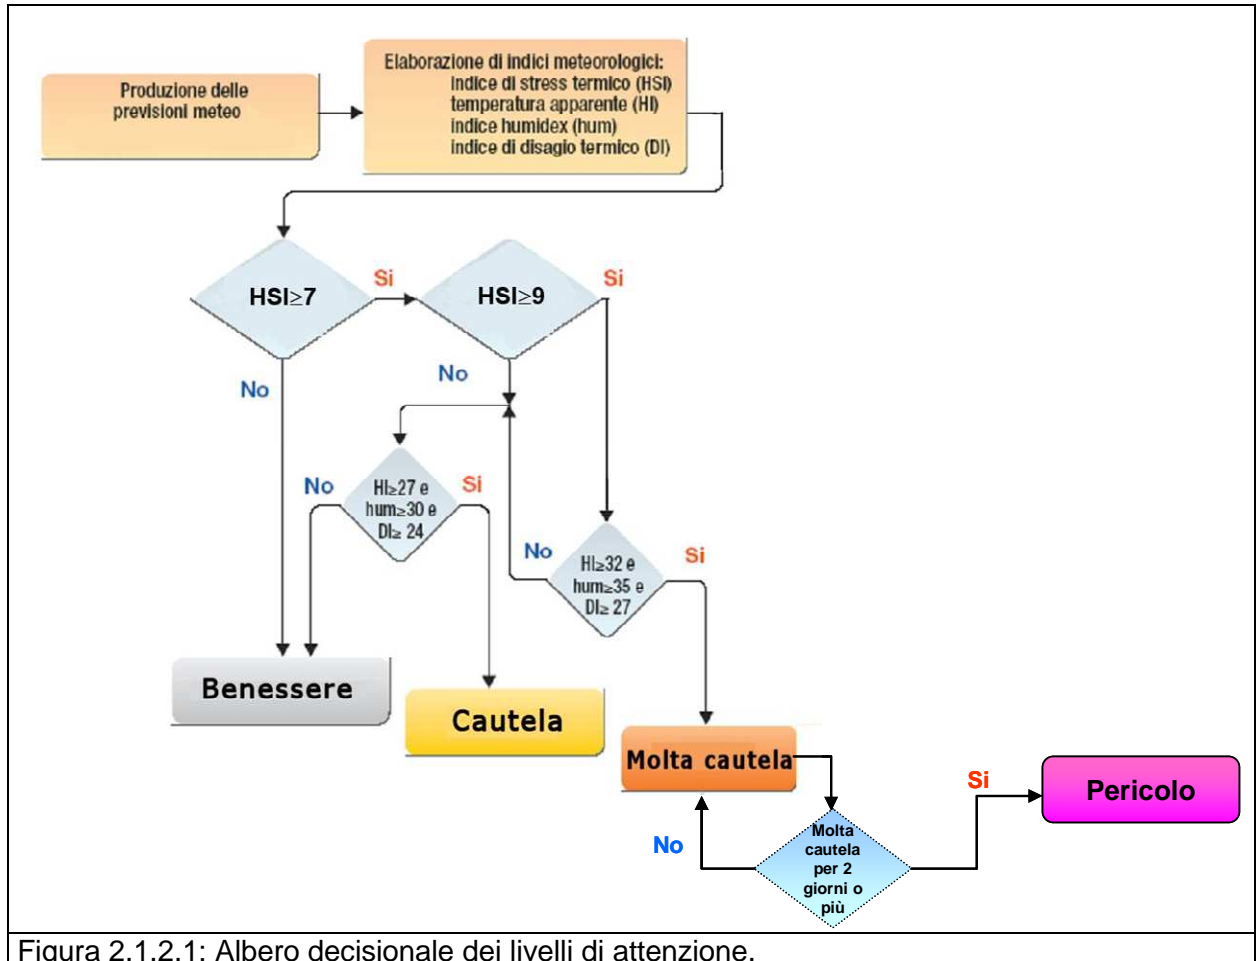 Produzione delle
previsioni meteo
Elaborazione di indici meteorologici:
indice di stress termico (HSI)
temperatura apparente (HI)
indice humidex (hum)
indice di disagio termico (DI)
HSI≥7
Si
HSI≥9
Si
No
No
HI≥27 e
hum≥30 e
DI≥ 24
No
Si
HI≥32 e
hum≥35 e
DI≥ 27
No
Si
Benessere
Cautela
Molta cautela
Molta
cautela
per 2
giorni o
più
No
Si
Pericolo
Figura 2.1.2.1: Albero decisionale dei livelli di attenzione.